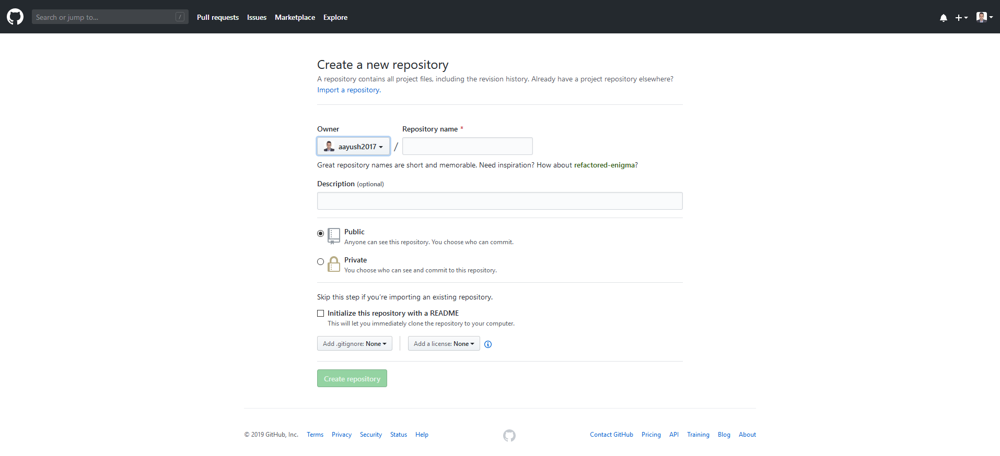 Search or jump to... /
Pull requests Issues Marketplace Explore
Create a new repository
A repository contains all project files, including the revision history. Already have a project repository elsewhere?
Import a repository.
Owner Repository name *
aayush2017 /
Great repository names are short and memorable. Need inspiration? How about refactored-enigma?
Description (optional)
Public
Anyone can see this repository. You choose who can commit.
Private
You choose who can see and commit to this repository.
Skip this step if you’re importing an existing repository.
Initialize this repository with a README
This will let you immediately clone the repository to your computer.
Add .gitignore: None Add a license: None
Create repository
© 2019 GitHub, Inc. Terms Privacy Security Status Help Contact GitHub Pricing API Training Blog About